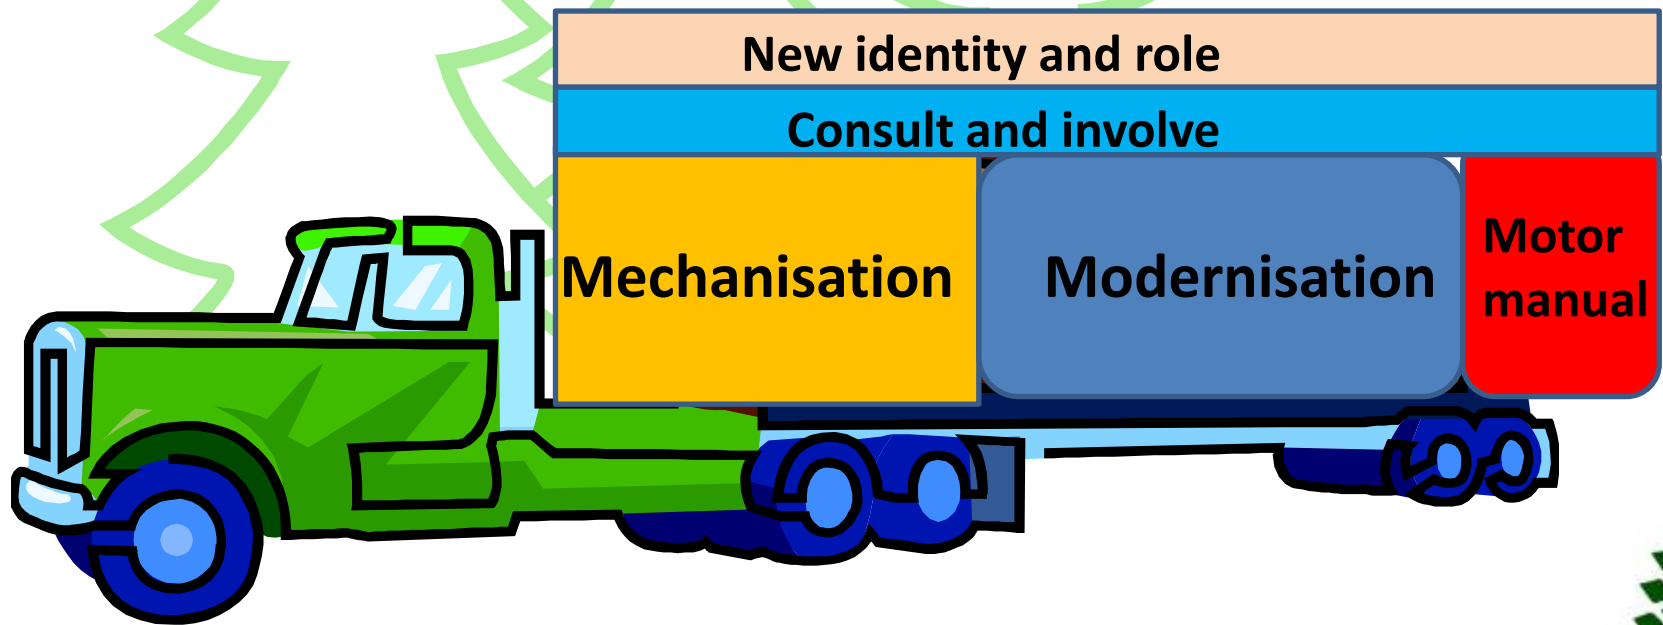 New identity and role
Consult and involve
Mechanisation
Modernisation
Motor
manual